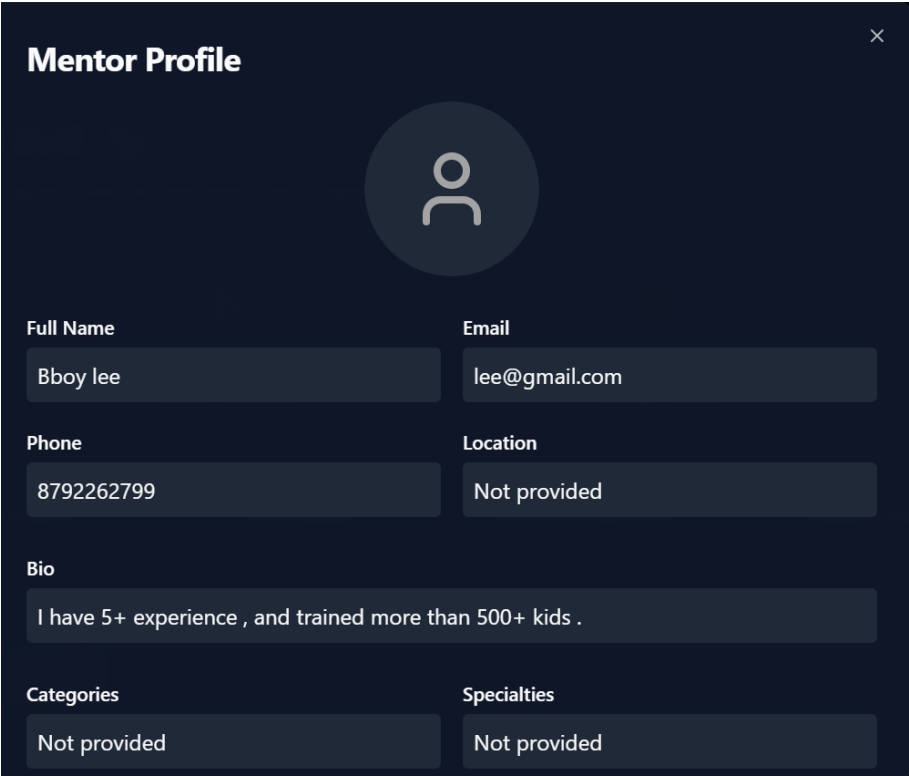 Mentor Profile
Full Name
Email
Bboy lee
lee@gmail.com
Phone
Location
8792262799
Not provided
Bio
I have 5+ experience , and trained more than 500+ kids .
Categories
Specialties
Not provided
Not provided